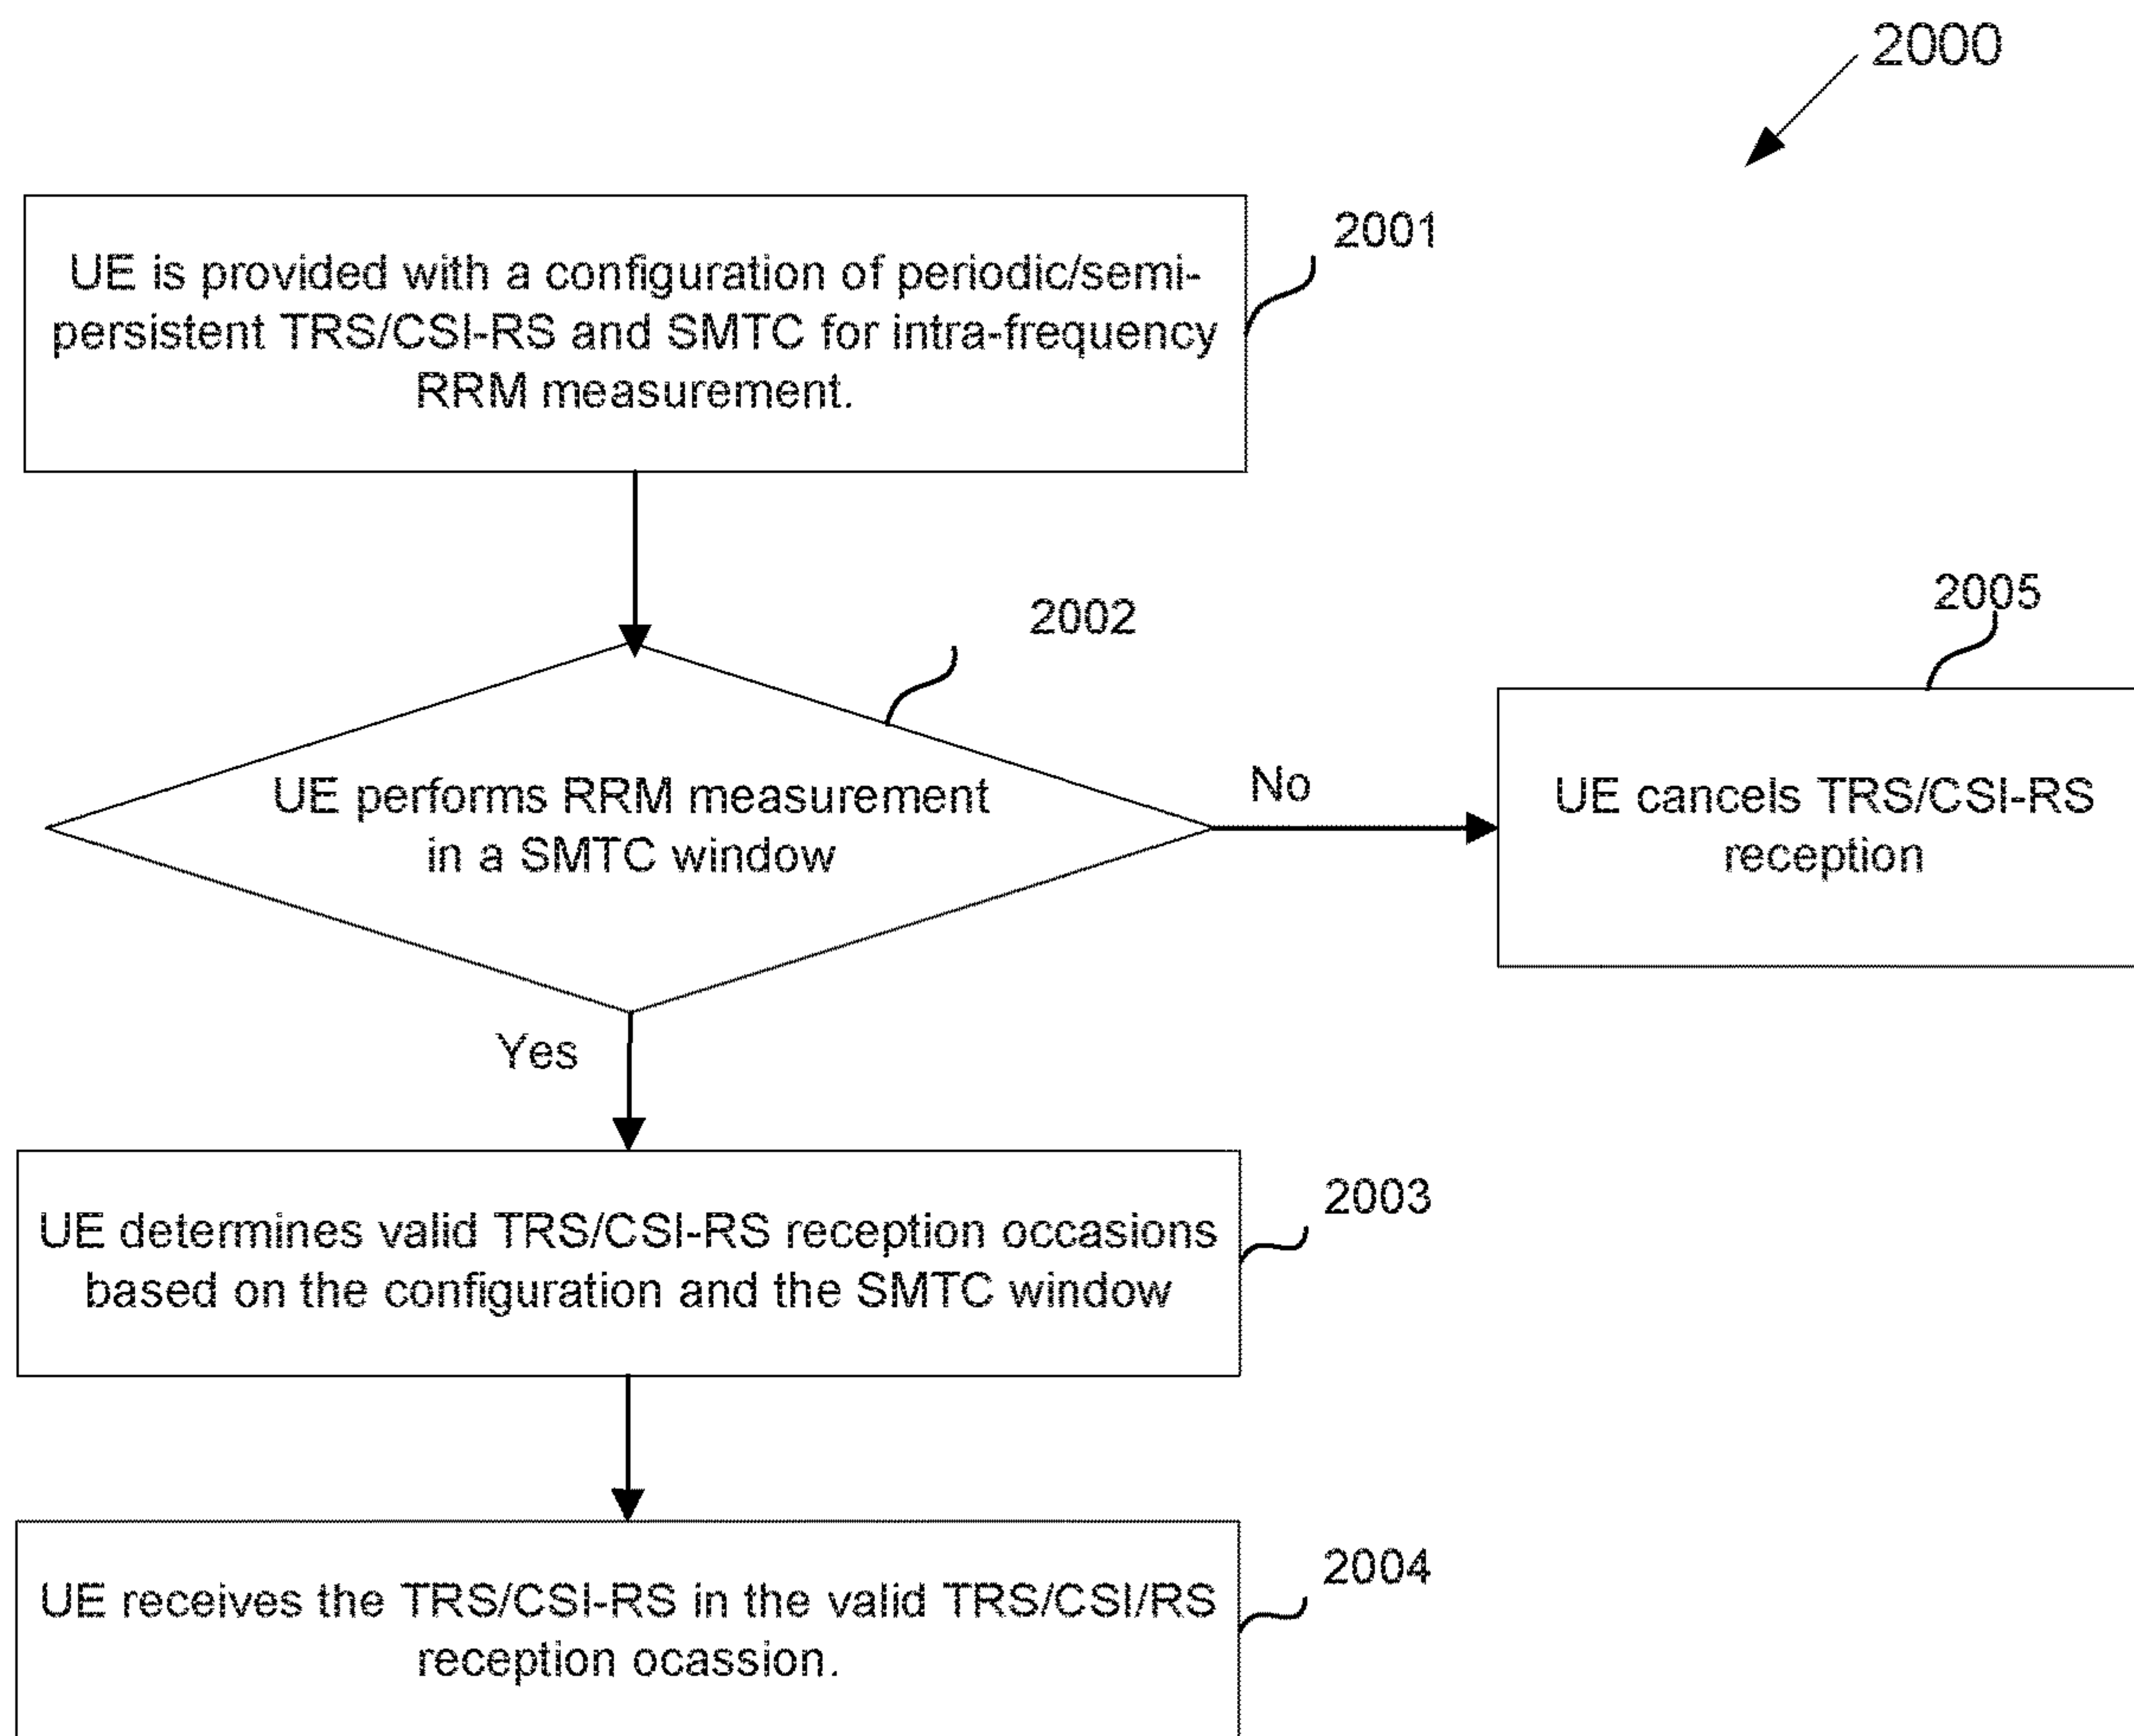 2000
UE is provided with a configuration of periodic/semi-
persistent TRS/CSI-RS and SMTC for intra-frequency
RRM measurement.
2001
2002
UE performs RRM measurement
in a SMTC window
No
2005
UE cancels TRS/CSI-RS
reception
Yes
UE determines valid TRS/CSI-RS reception occasions
based on the configuration and the SMTC window
2003
UE receives the TRS/CSI-RS in the valid TRS/CSI/RS
reception ocassion.
2004